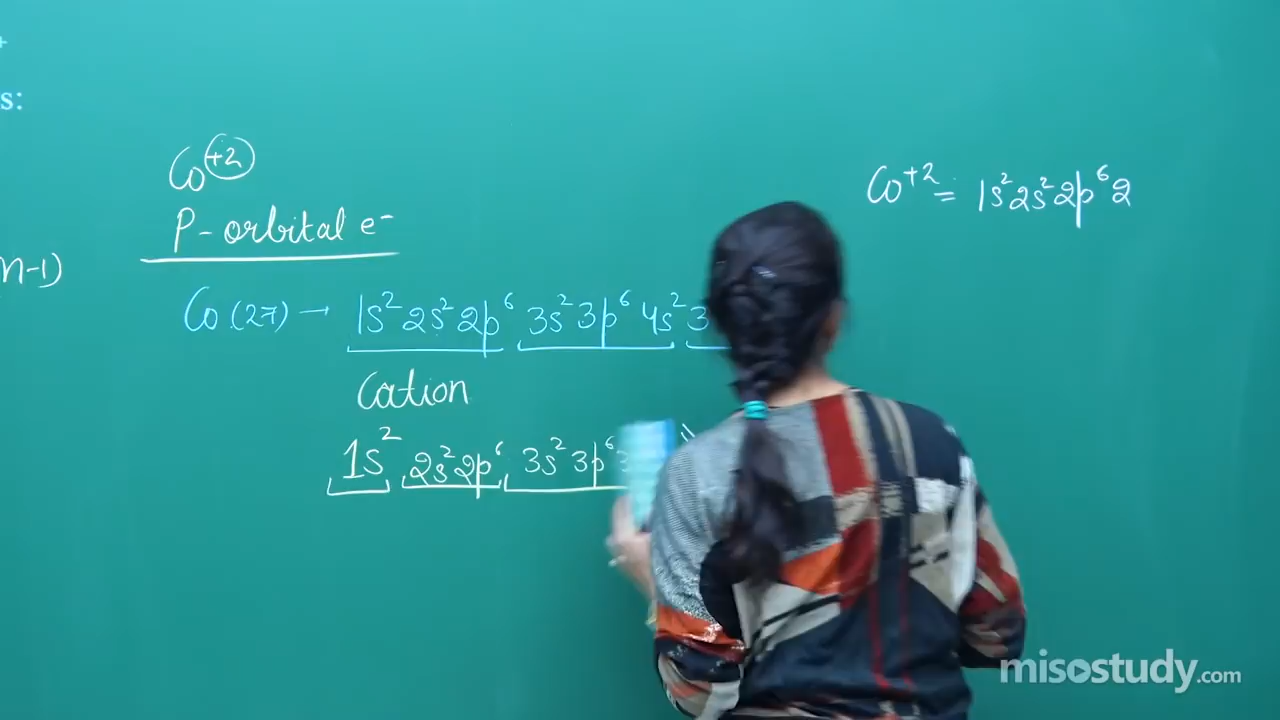 s:
Co+2
P-orbital e⁻
n-1)
Co (27) → 1s² 2s² 2p⁶ 3s² 3p⁶ 4s² 3
Cation
1s² 2s² 2p⁶ 3s² 3p⁶
Co+2 = 1s² 2s² 2p⁶ 2
misostudy.com